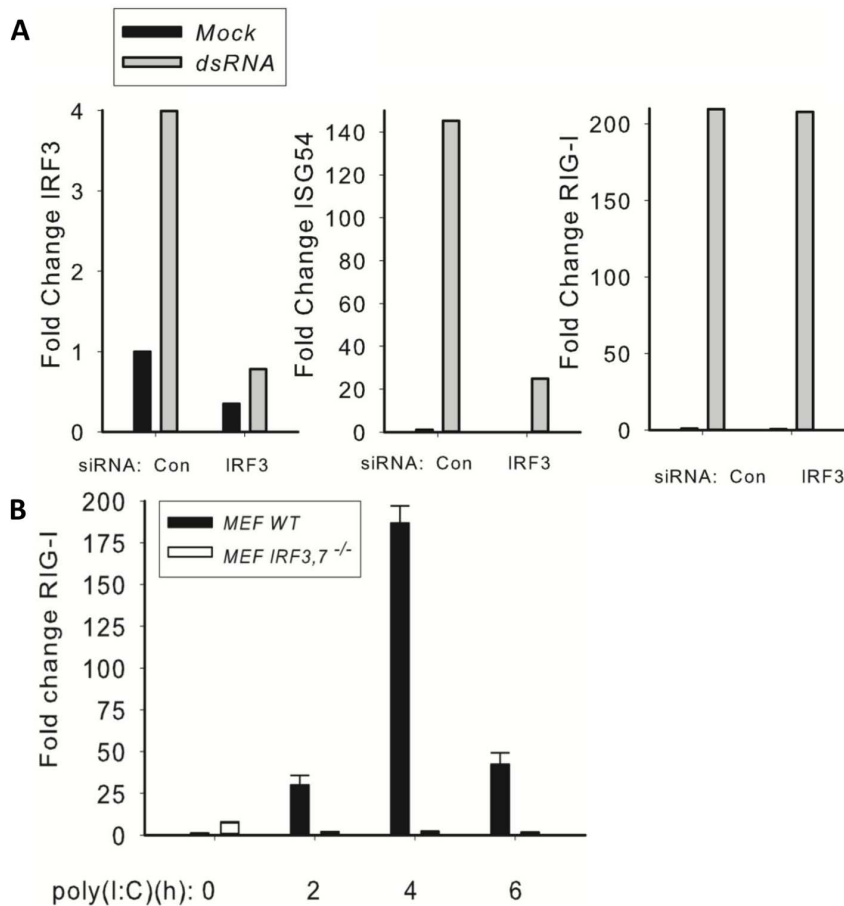 A
Mock
dsRNA
Fold Change IRF3
4
3
2
1
0
siRNA: Con IRF3
Fold Change ISG54
140
120
100
80
60
40
20
0
siRNA: Con IRF3
Fold Change RIG-I
200
150
100
50
0
siRNA: Con IRF3
B
MEF WT
MEF IRF3,7 -/-
Fold change RIG-I
200
175
150
125
100
75
50
25
0
poly(I:C)(h): 0 2 4 6